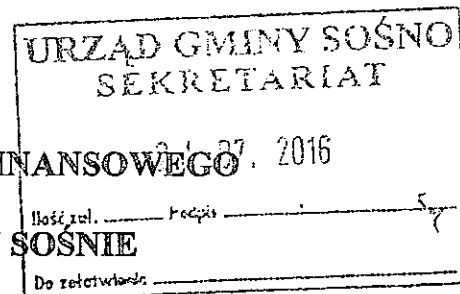 URZĄD GMINY SOŚNO
SEKRETARIAT
INANSOWEGO 07. 2016
Ilość zał. Podpis
SOŚNIE
Do załatwienia